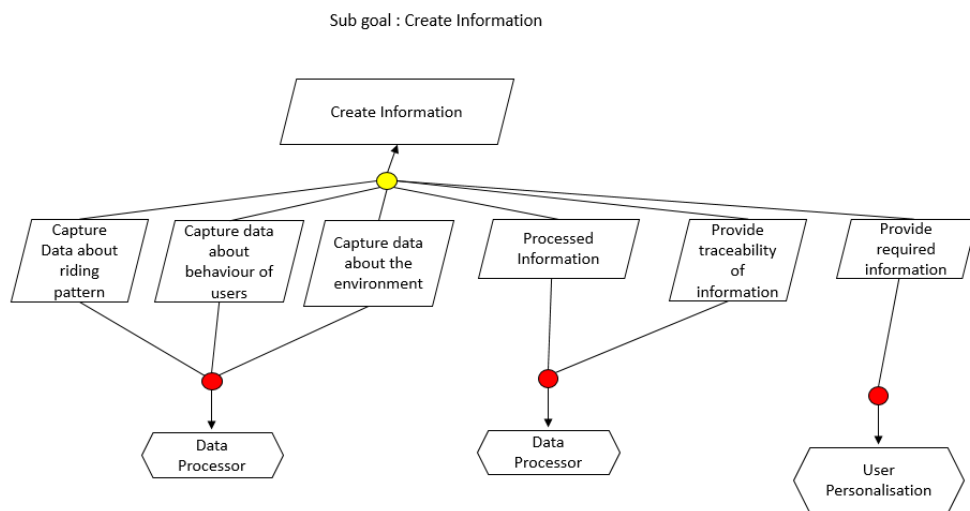 Sub goal : Create Information
Create Information
Capture
Data about
riding
pattern
Capture data
about
behaviour of
users
Capture data
about the
environment
Processed
Information
Provide
traceability
of
information
Provide
required
information
Data
Processor
Data
Processor
User
Personalisation